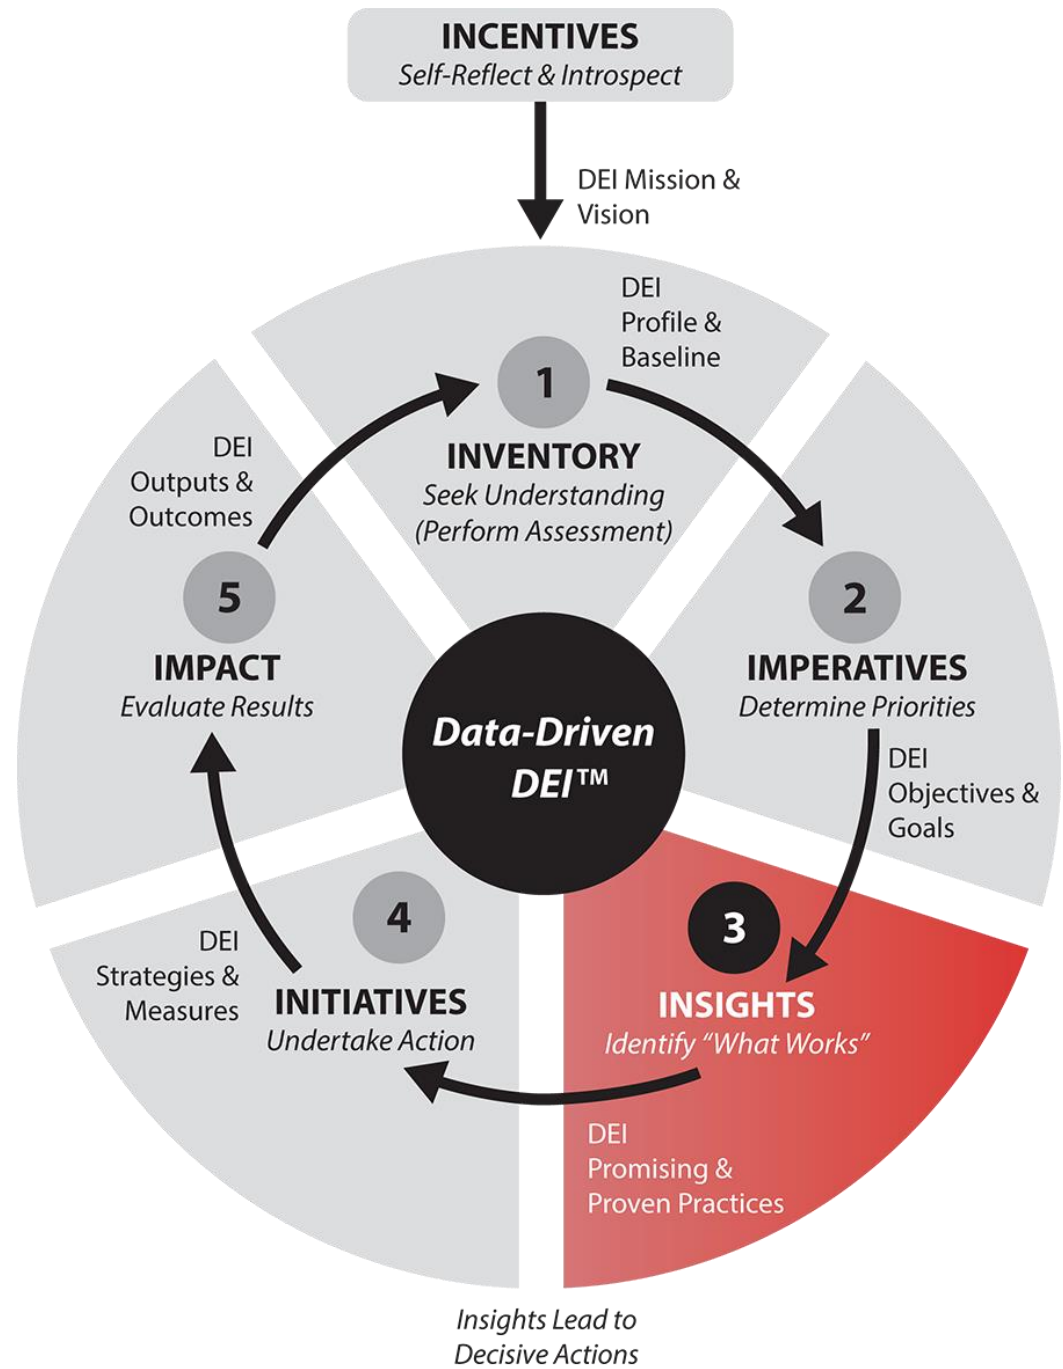 INCENTIVES
Self-Reflect & Introspect
DEI Mission &
Vision
DEI
Profile &
Baseline
1
INVENTORY
Seek Understanding
(Perform Assessment)
2
IMPERATIVES
Determine Priorities
DEI
Objectives &
Goals
3
INSIGHTS
Identify “What Works”
DEI
Promising &
Proven Practices
4
INITIATIVES
Undertake Action
DEI
Strategies &
Measures
5
IMPACT
Evaluate Results
DEI
Outputs &
Outcomes
Data-Driven
DEI™
Insights Lead to
Decisive Actions